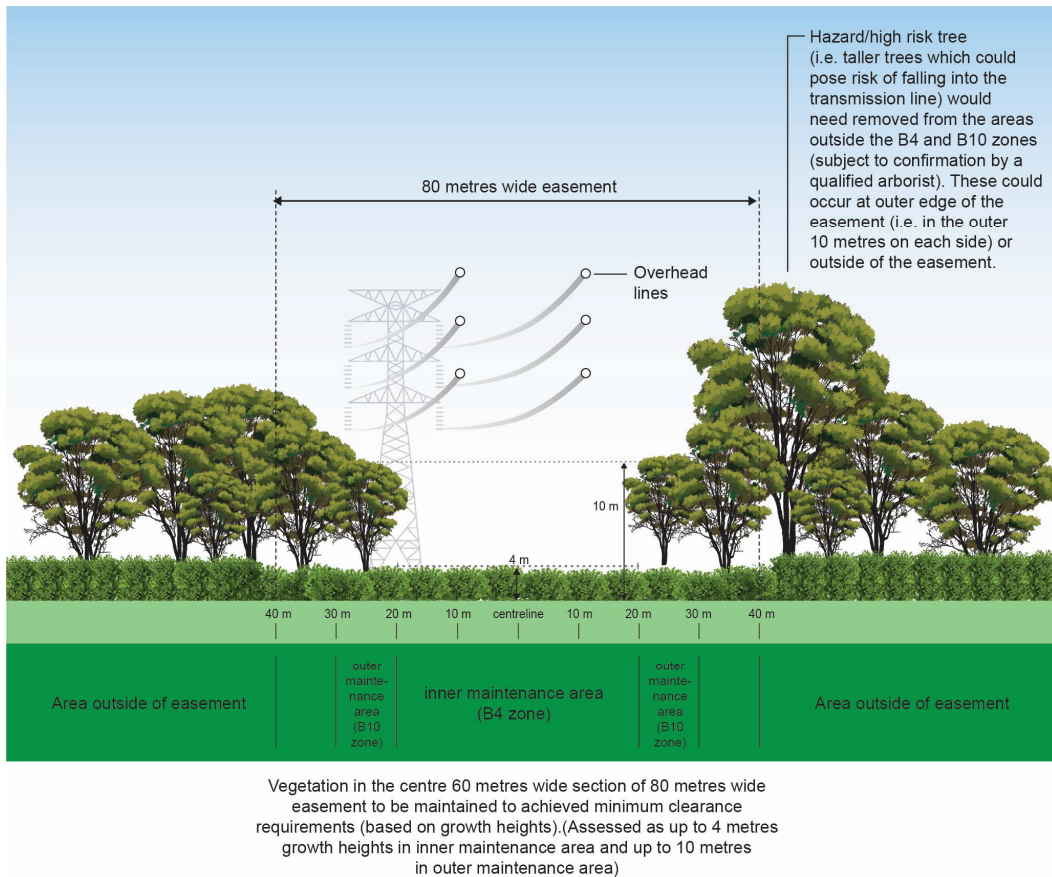 Hazard/high risk tree
(i.e. taller trees which could
pose risk of falling into the
transmission line) would
need removed from the areas
outside the B4 and B10 zones
(subject to confirmation by a
qualified arborist). These could
occur at outer edge of the
easement (i.e. in the outer
10 metres on each side) or
outside of the easement.
80 metres wide easement
Overhead
lines
10 m
4 m
40 m 30 m 20 m 10 m centreline 10 m 20 m 30 m 40 m
Area outside of easement
outer
mainte-
nance
area
(B10
zone)
inner maintenance area
(B4 zone)
outer
mainte-
nance
area
(B10
zone)
Area outside of easement
Vegetation in the centre 60 metres wide section of 80 metres wide
easement to be maintained to achieved minimum clearance
requirements (based on growth heights).(Assessed as up to 4 metres
growth heights in inner maintenance area and up to 10 metres
in outer maintenance area)